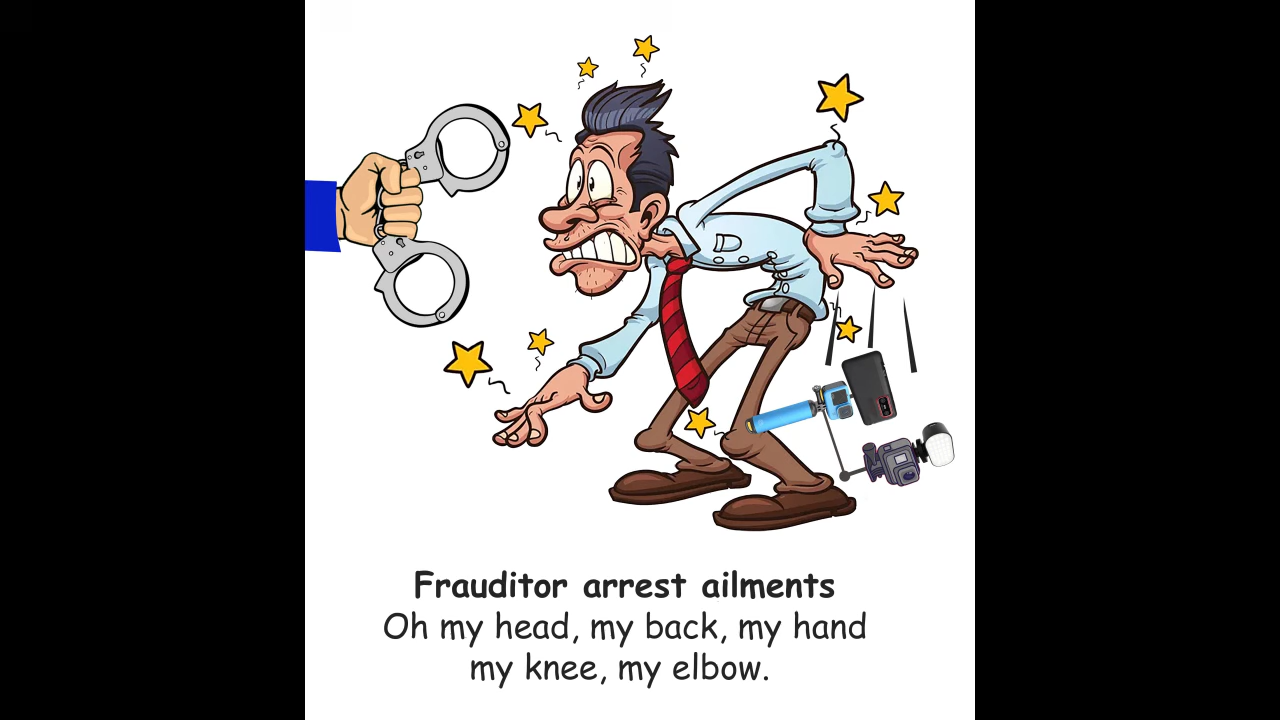 Frauditor arrest ailments
Oh my head, my back, my hand
my knee, my elbow.